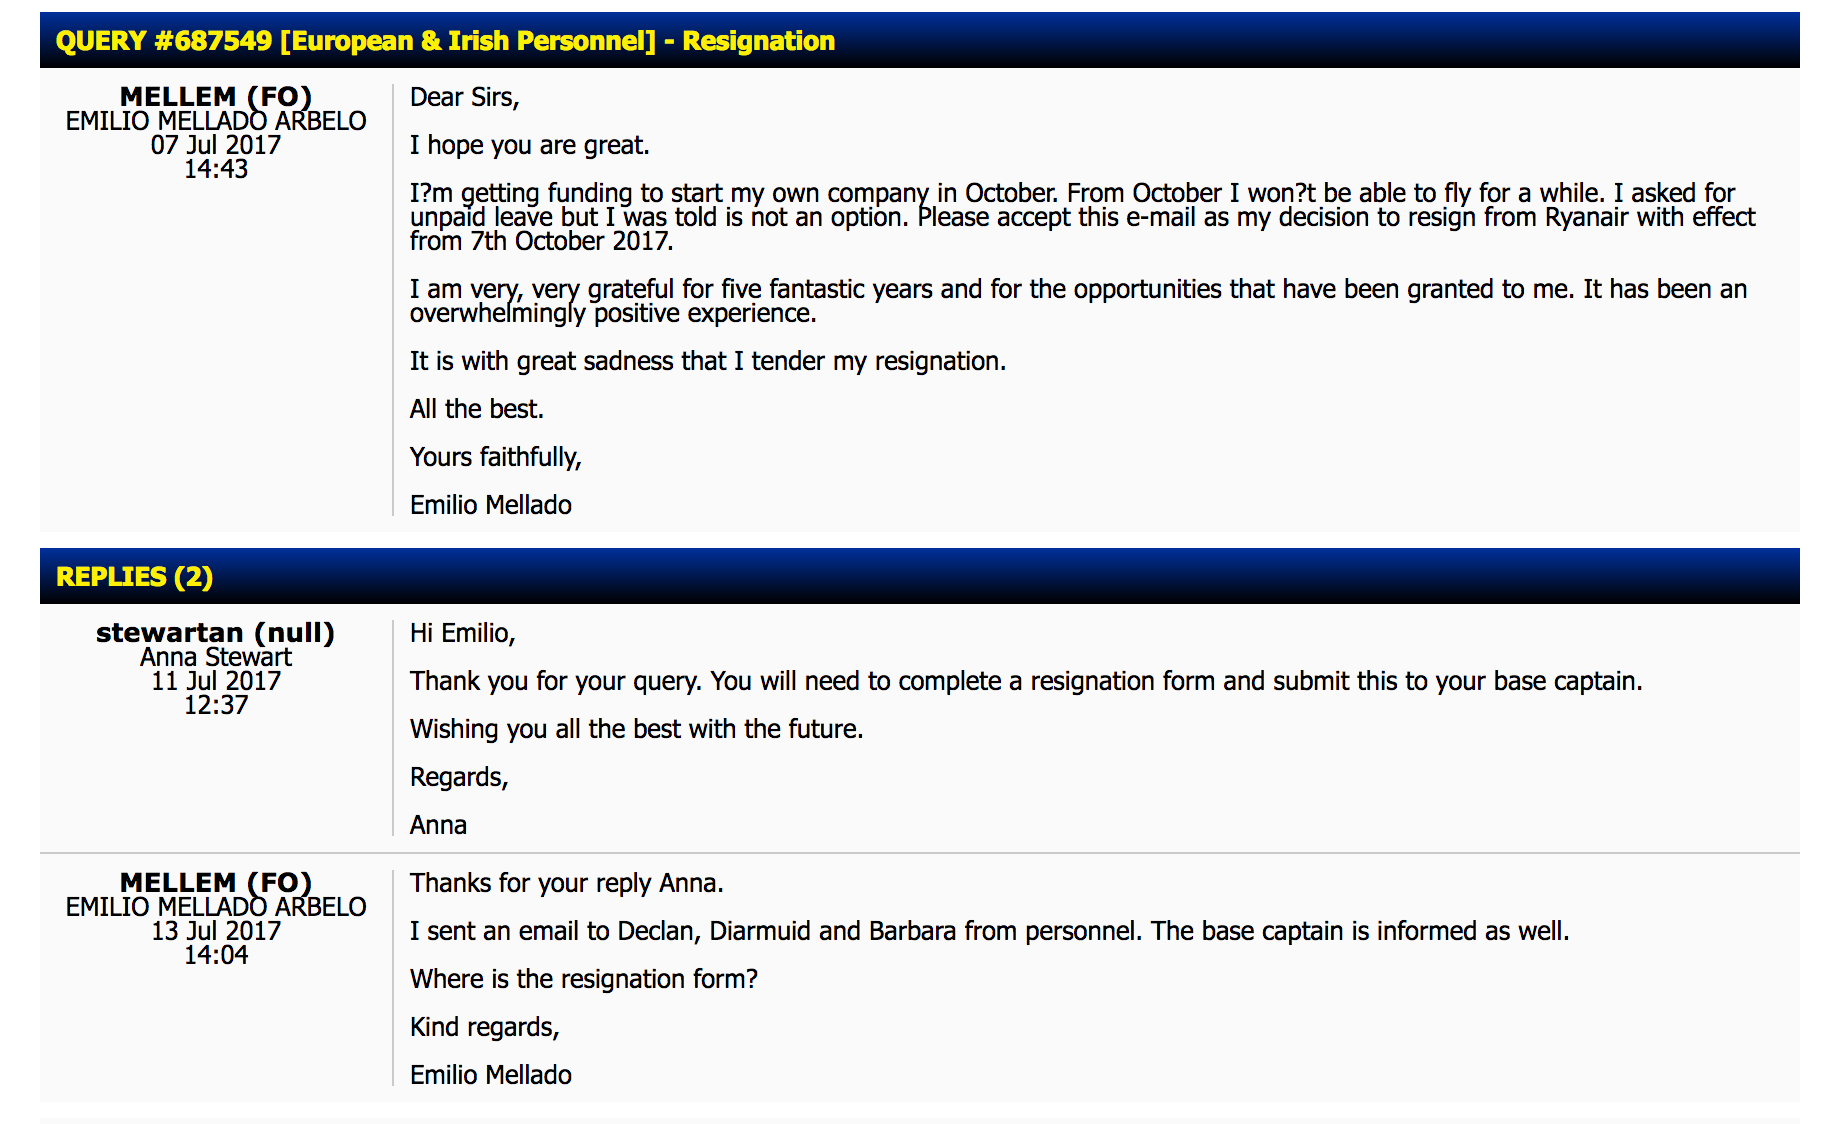 QUERY #687549 [European & Irish Personnel] - Resignation
MELLEM (FO)
EMILIO MELLADO ARBELO
07 Jul 2017
14:43
Dear Sirs,
I hope you are great.
I?m getting funding to start my own company in October. From October I won?t be able to fly for a while. I asked for
unpaid leave but I was told is not an option. Please accept this e-mail as my decision to resign from Ryanair with effect
from 7th October 2017.
I am very, very grateful for five fantastic years and for the opportunities that have been granted to me. It has been an
overwhelmingly positive experience.
It is with great sadness that I tender my resignation.
All the best.
Yours faithfully,
Emilio Mellado
REPLIES (2)
stewartan (null)
Anna Stewart
11 Jul 2017
12:37
Hi Emilio,
Thank you for your query. You will need to complete a resignation form and submit this to your base captain.
Wishing you all the best with the future.
Regards,
Anna
MELLEM (FO)
EMILIO MELLADO ARBELO
13 Jul 2017
14:04
Thanks for your reply Anna.
I sent an email to Declan, Diarmuid and Barbara from personnel. The base captain is informed as well.
Where is the resignation form?
Kind regards,
Emilio Mellado